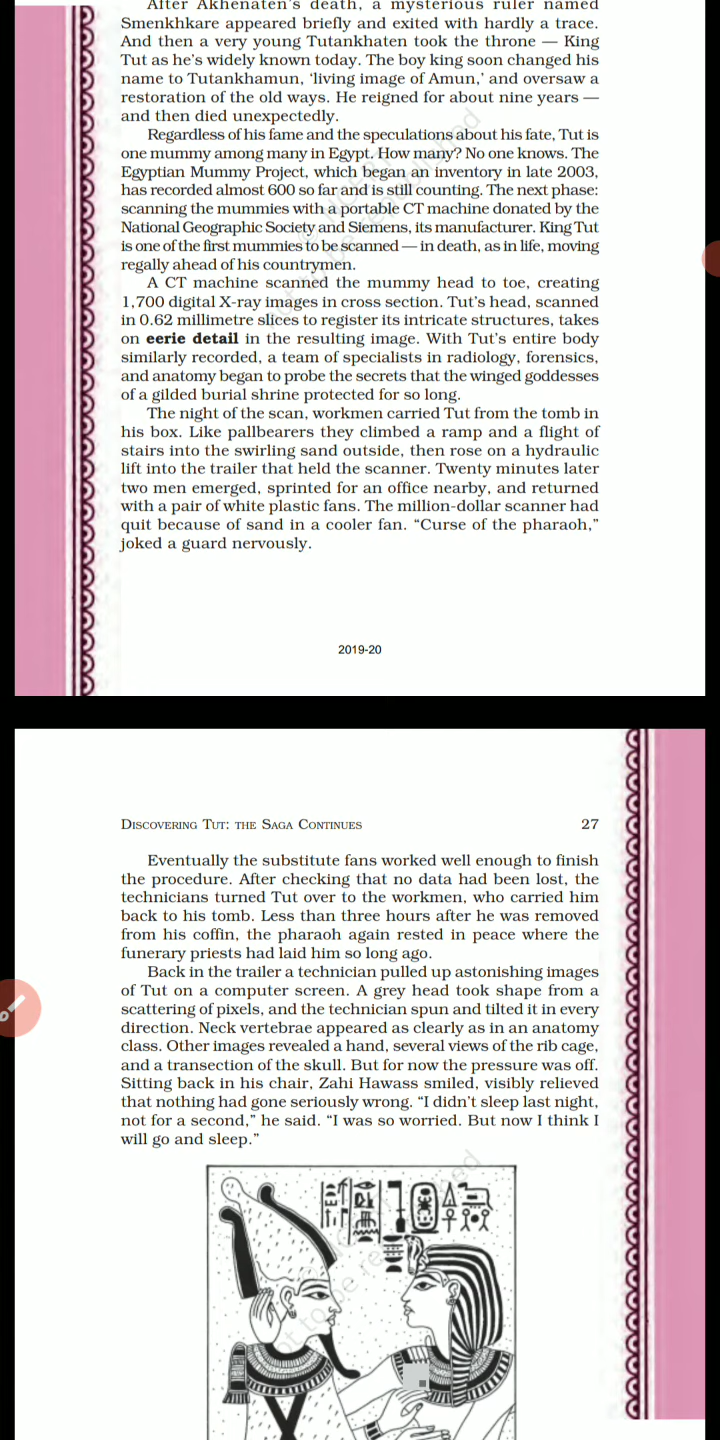 After Akhenaten's death, a mysterious ruler named
Smenkhkare appeared briefly and exited with hardly a trace.
And then a very young Tutankhaten took the throne — King
Tut as he's widely known today. The boy king soon changed his
name to Tutankhamun, ‘living image of Amun,’ and oversaw a
restoration of the old ways. He reigned for about nine years —
and then died unexpectedly.
Regardless of his fame and the speculations about his fate, Tut is
one mummy among many in Egypt. How many? No one knows. The
Egyptian Mummy Project, which began an inventory in late 2003,
has recorded almost 600 so far and is still counting. The next phase:
scanning the mummies with a portable CT machine donated by the
National Geographic Society and Siemens, its manufacturer. King Tut
is one of the first mummies to be scanned — in death, as in life, moving
regally ahead of his countrymen.
A CT machine scanned the mummy head to toe, creating
1,700 digital X-ray images in cross section. Tut's head, scanned
in 0.62 millimetre slices to register its intricate structures, takes
on eerie detail in the resulting image. With Tut's entire body
similarly recorded, a team of specialists in radiology, forensics,
and anatomy began to probe the secrets that the winged goddesses
of a gilded burial shrine protected for so long.
The night of the scan, workmen carried Tut from the tomb in
his box. Like pallbearers they climbed a ramp and a flight of
stairs into the swirling sand outside, then rose on a hydraulic
lift into the trailer that held the scanner. Twenty minutes later
two men emerged, sprinted for an office nearby, and returned
with a pair of white plastic fans. The million-dollar scanner had
quit because of sand in a cooler fan. “Curse of the pharaoh,”
joked a guard nervously.
2019-20
DISCOVERING TUT: THE SAGA CONTINUES 27
Eventually the substitute fans worked well enough to finish
the procedure. After checking that no data had been lost, the
technicians turned Tut over to the workmen, who carried him
back to his tomb. Less than three hours after he was removed
from his coffin, the pharaoh again rested in peace where the
funerary priests had laid him so long ago.
Back in the trailer a technician pulled up astonishing images
of Tut on a computer screen. A grey head took shape from a
scattering of pixels, and the technician spun and tilted it in every
direction. Neck vertebrae appeared as clearly as in an anatomy
class. Other images revealed a hand, several views of the rib cage,
and a transection of the skull. But for now the pressure was off.
Sitting back in his chair, Zahi Hawass smiled, visibly relieved
that nothing had gone seriously wrong. “I didn't sleep last night,
not for a second,” he said. “I was so worried. But now I think I
will go and sleep.”